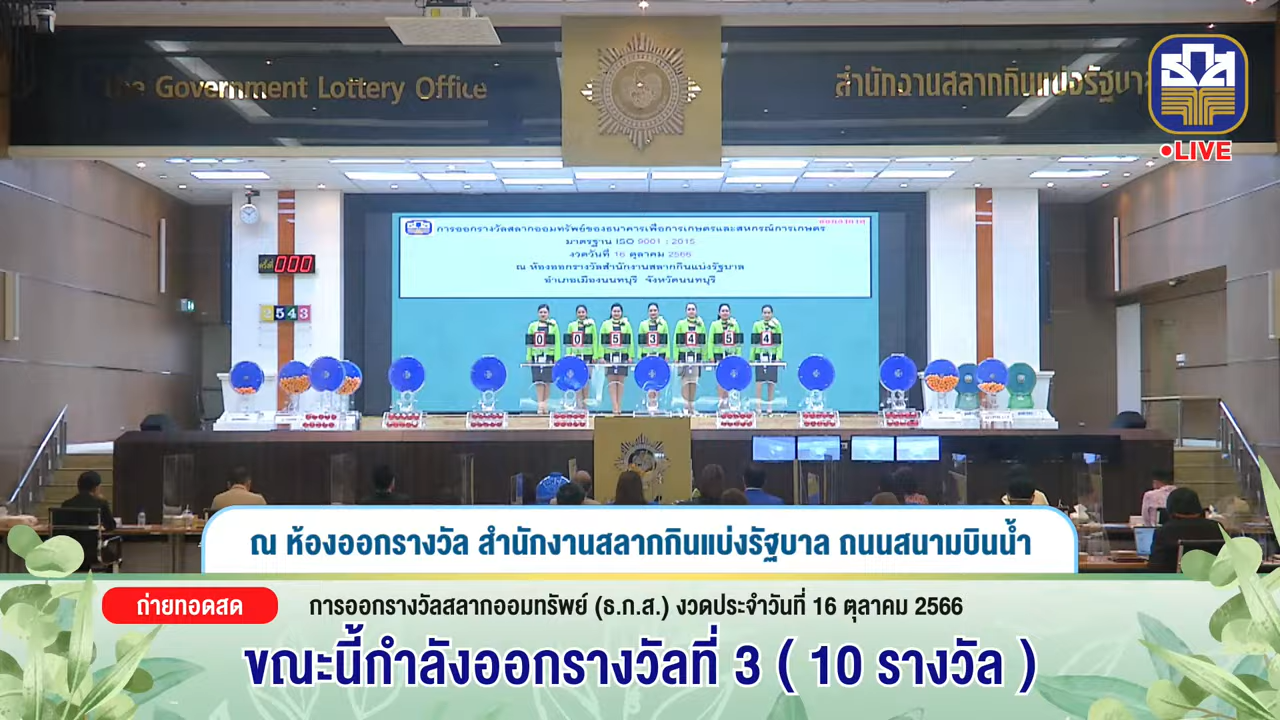 The Government Lottery Office
สำนักงานสลากกินแบ่งรัฐบาล
ธกส
LIVE
การออกรางวัลสลากออมทรัพย์ของธนาคารเพื่อการเกษตรและสหกรณ์การเกษตร
มาตรฐาน ISO 9001 : 2015
งวดวันที่ 16 ตุลาคม 2566
ณ ห้องออกรางวัลสำนักงานสลากกินแบ่งรัฐบาล
อำเภอเมืองนนทบุรี จังหวัดนนทบุรี
ครั้งที่ 000
2543
0 0 5 3 4 5 4
ณ ห้องออกรางวัล สำนักงานสลากกินแบ่งรัฐบาล ถนนสนามบินน้ำ
ถ่ายทอดสด
การออกรางวัลสลากออมทรัพย์ (ธ.ก.ส.) งวดประจำวันที่ 16 ตุลาคม 2566
ขณะนี้กำลังออกรางวัลที่ 3 ( 10 รางวัล )